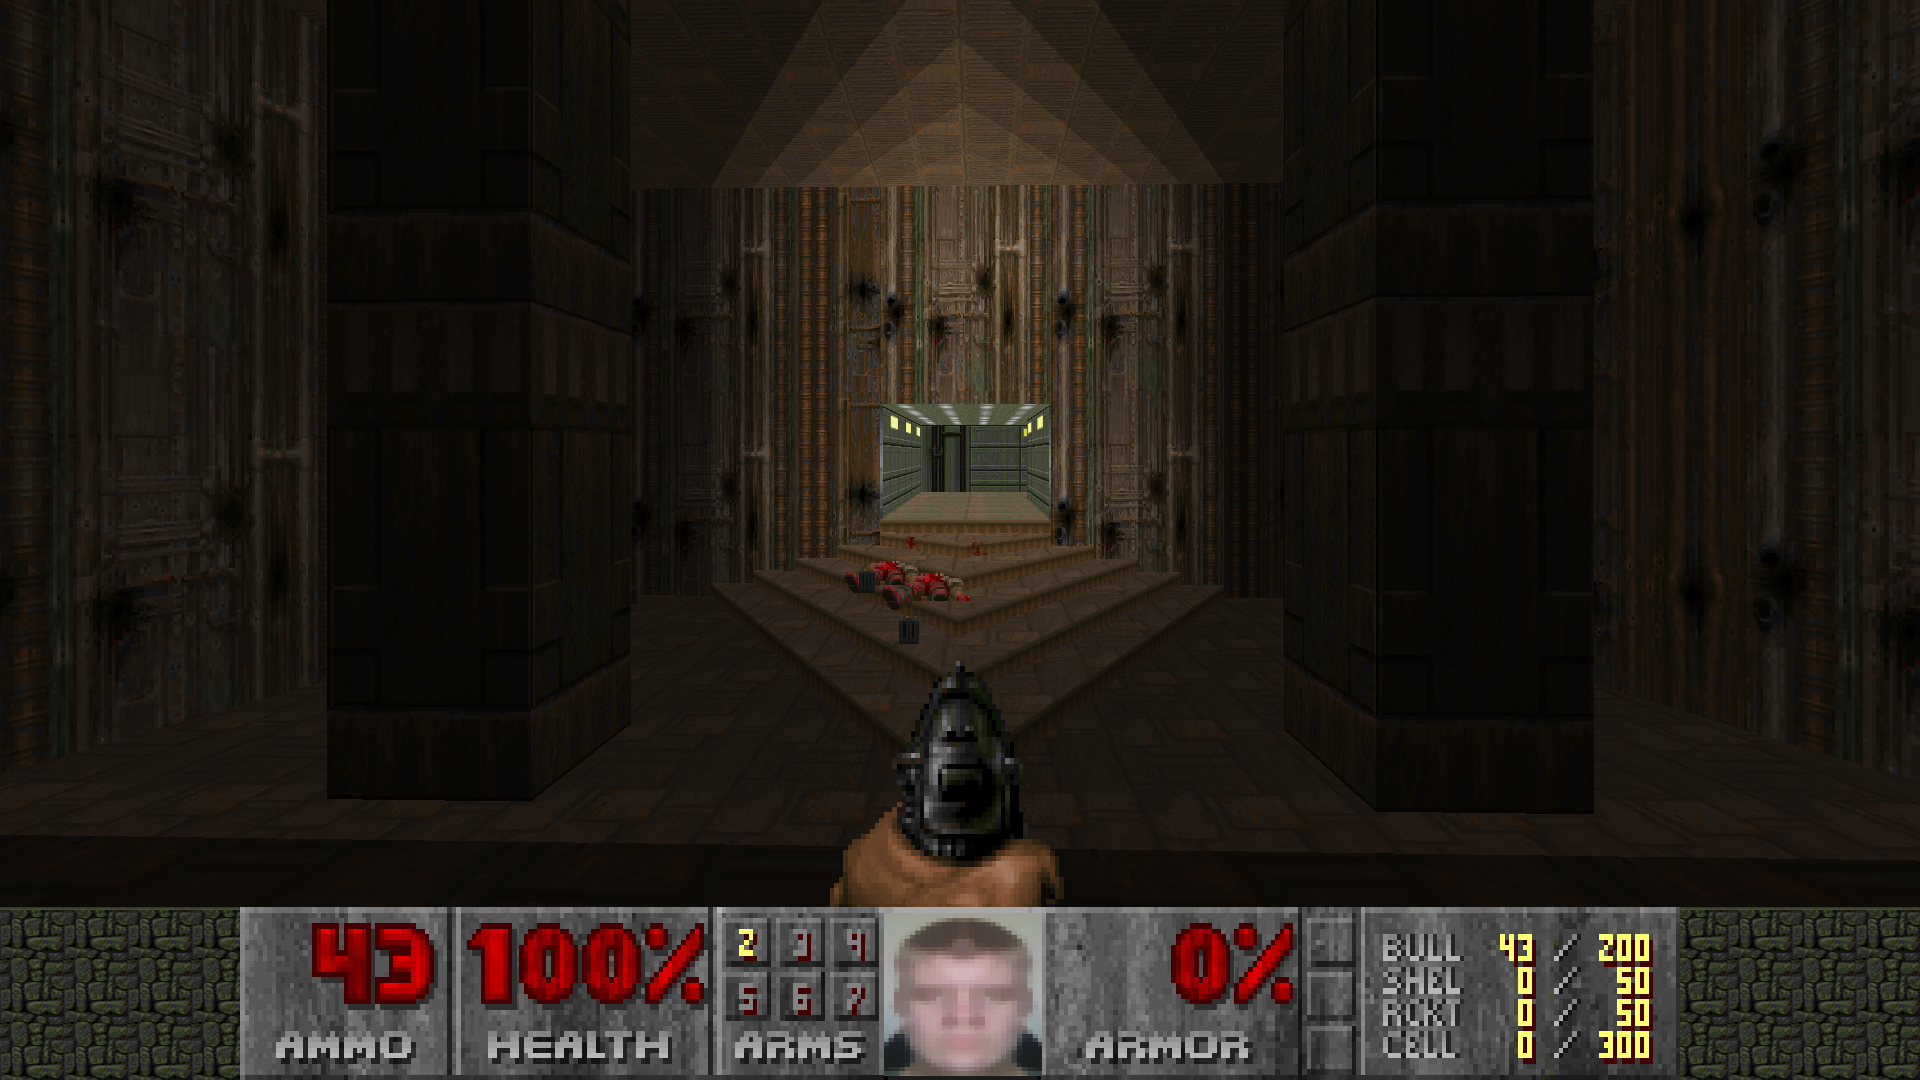 43 100% 2 3 4 0% BULL 43 / 200
5 6 7 SHEL 0 / 50
RCKT 0 / 50
AMMO HEALTH ARMS ARMOR CELL 0 / 300